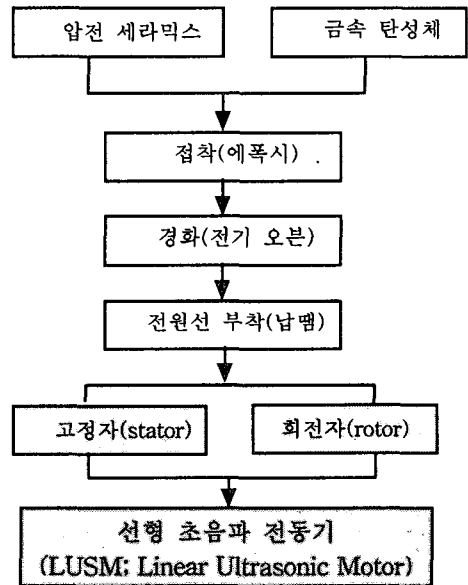 압전 세라믹스
금속 탄성체
접착(에폭시)
경화(전기 오븐)
전원선 부착(납땜)
고정자(stator)
회전자(rotor)
선형 초음파 전동기
(LUSM: Linear Ultrasonic Motor)